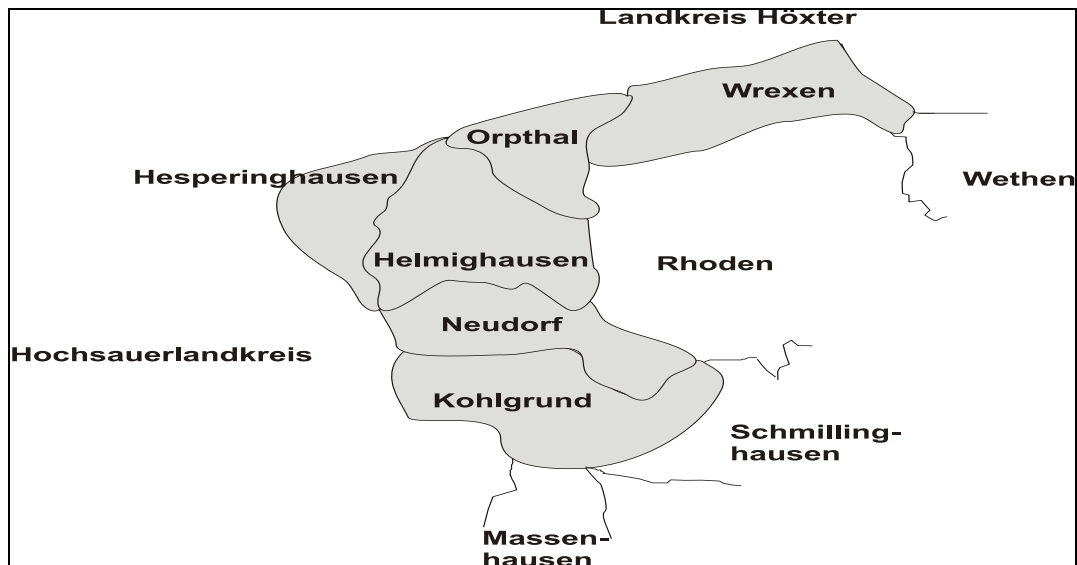 Landkreis Höxter
Wrexen
Orpthal
Hesperinghausen
Wethen
Helmighausen
Rhoden
Neudorf
Hochsauerlandkreis
Kohlgrund
Schmilling-
hausen
Massen-
hausen